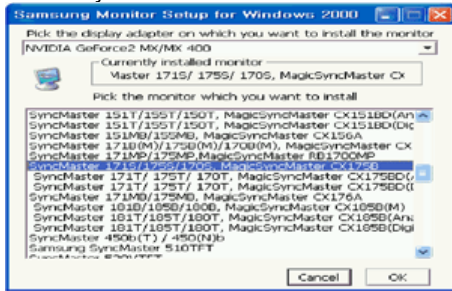 Samsung Monitor Setup for Windows 2000
Pick the display adapter on which you want to install the monitor
NVIDIA GeForce2 MX/MX 400
Currently installed monitor
Master 171S/ 175S/ 170S, MagicSyncMaster CX
Pick the monitor which you want to install
SyncMaster 151T/155T/150T, MagicSyncMaster CX151BD(An
SyncMaster 151T/155T/150T, MagicSyncMaster CX151BD(Dig
SyncMaster 151MB/155MB, MagicSyncMaster CX156A
SyncMaster 171B(M)/175B(M)/170B(M), MagicSyncMaster CX
SyncMaster 171MP/175MP,MagicSyncMaster RB1700MP
SyncMaster 171S/175S/170S, MagicSyncMaster CX175B
SyncMaster 171T/ 175T/ 170T, MagicSyncMaster CX175BD(
SyncMaster 171T/ 175T/ 170T, MagicSyncMaster CX175BD(
SyncMaster 171MB/175MB, MagicSyncMaster CX176A
SyncMaster 181B/185B/180B, MagicSyncMaster CX185B(M)
SyncMaster 181T/185T/180T, MagicSyncMaster CX185B(Ana
SyncMaster 181T/185T/180T, MagicSyncMaster CX185B(Digi
SyncMaster 450b(T) / 450(N)b
Samsung SyncMaster 510TFT
Cancel
OK